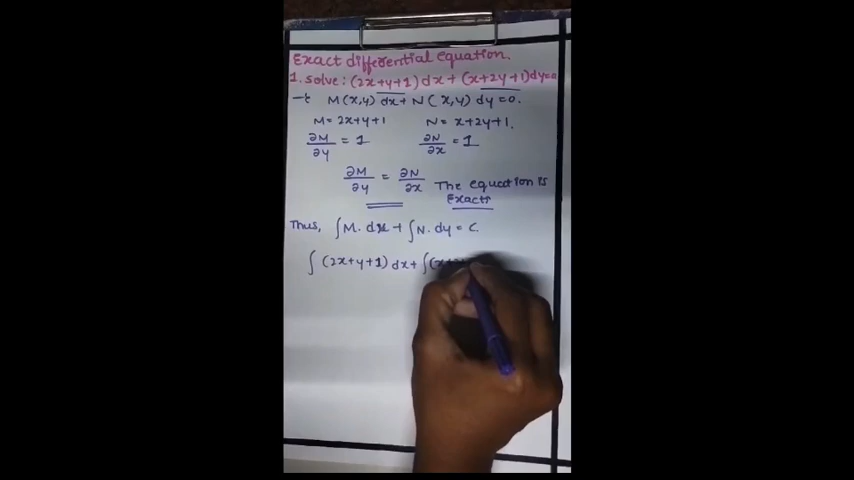 Exact differential equation.
1. solve: (2x+y+1) dx + (x+2y+1)dy=0
M(x,y) dx + N(x,y) dy = 0.
M = 2x+y+1 N = x+2y+1.
∂M/∂y = 1 ∂N/∂x = 1
∂M/∂y = ∂N/∂x The equation is
Exact
Thus, ∫M. dx + ∫N. dy = C.
∫(2x+y+1) dx + ∫(x+